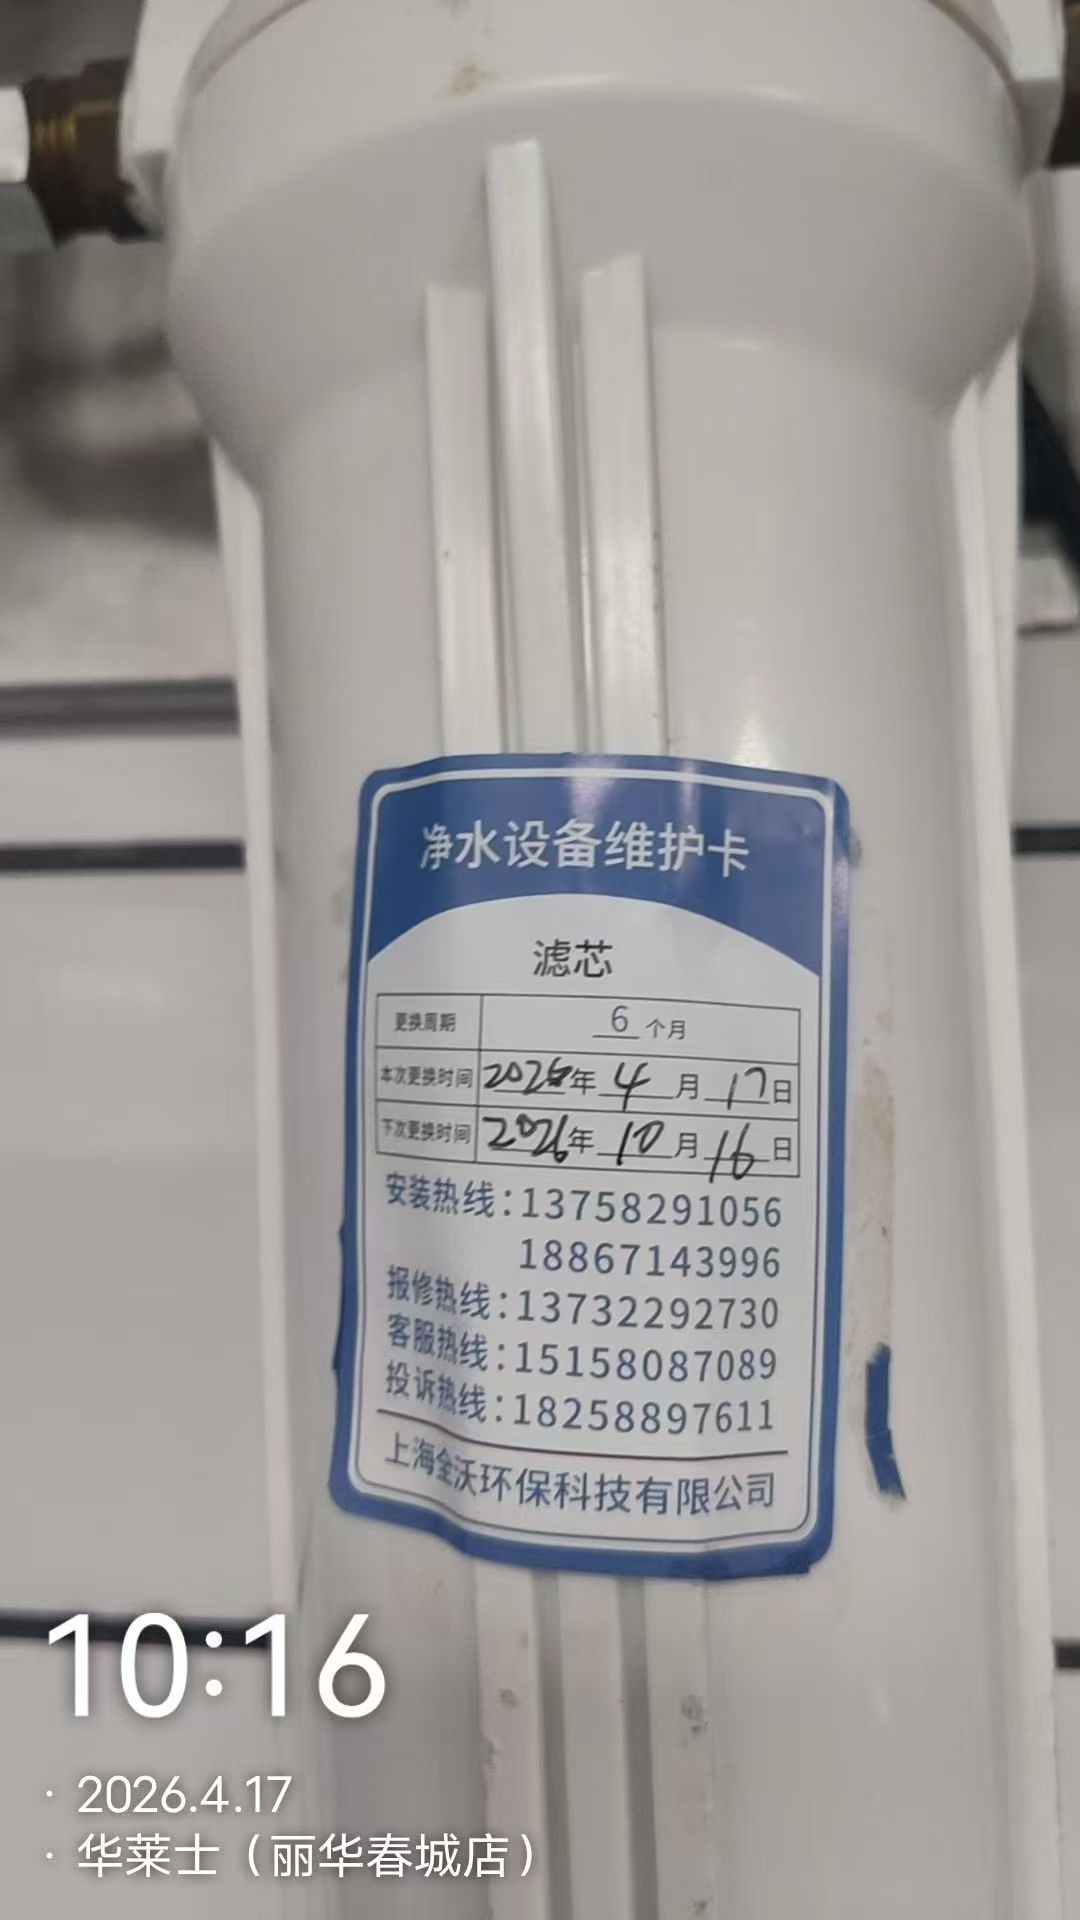 净水设备维护卡
滤芯
更换周期 6 个月
本次更换时间 2026年 4 月 17日
下次更换时间 2026年 10 月 16日
安装热线:13758291056
18867143996
报修热线:13732292730
客服热线:15158087089
投诉热线:18258897611
上海金沃环保科技有限公司
10:16
· 2026.4.17
· 华莱士（丽华春城店）